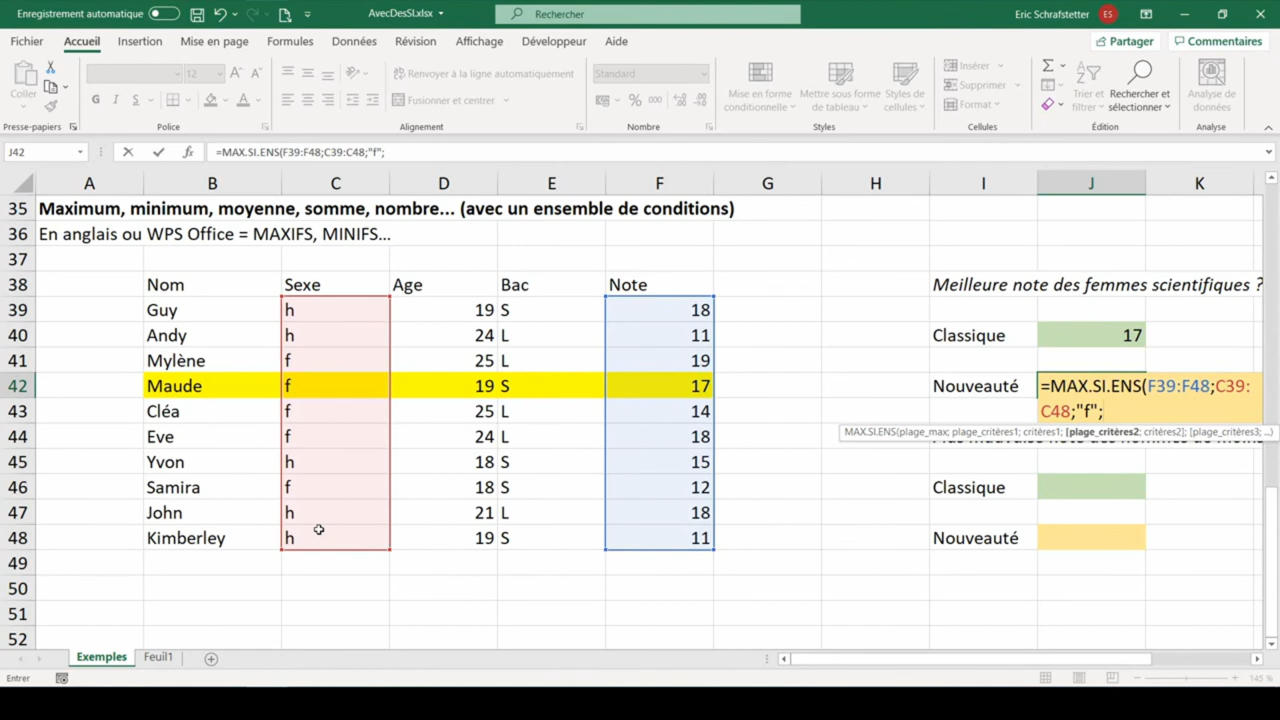 Enregistrement automatique AvecDesSI.xlsx Rechercher Eric Schrafstetter ES
Fichier Accueil Insertion Mise en page Formules Données Révision Affichage Développeur Aide Partager Commentaires
Coller 12 A A Renvoyer à la ligne automatiquement Standard Mise en forme Mettre sous forme Styles de Insérer Trier et Rechercher et Analyse de
G I S A Fusionner et centrer % 000 conditionnelle de tableau cellules Supprimer filtrer sélectionner données
Format
Presse-papiers Police Alignement Nombre Styles Cellules Édition Analyse
J42 fx =MAX.SI.ENS(F39:F48;C39:C48;"f";
A B C D E F G H I J K
35 Maximum, minimum, moyenne, somme, nombre... (avec un ensemble de conditions)
36 En anglais ou WPS Office = MAXIFS, MINIFS...
37
38 Nom Sexe Age Bac Note Meilleure note des femmes scientifiques ?
39 Guy h 19 S 18
40 Andy h 24 L 11 Classique 17
41 Mylène f 25 L 19
42 Maude f 19 S 17 Nouveauté =MAX.SI.ENS(F39:F48;C39:
43 Cléa f 25 L 14 C48;"f";
MAX.SI.ENS(plage_max; plage_critères1; critères1; [plage_critères2; critères2]; [plage_critères3; ...)
44 Eve f 24 L 18
45 Yvon h 18 S 15
46 Samira f 18 S 12 Classique
47 John h 21 L 18
48 Kimberley h 19 S 11 Nouveauté
49
50
51
52
Exemples Feuil1
Entrer 145 %